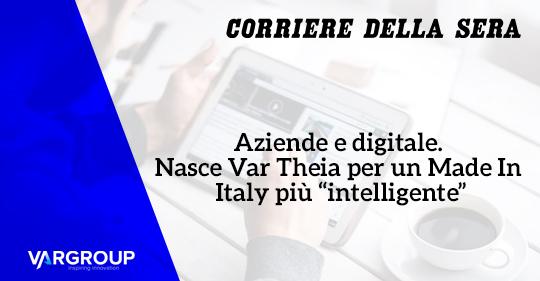 CORRIERE DELLA SERA
Aziende e digitale.
Nasce Var Theia per un Made In
Italy più “intelligente”
VARGROUP
inspiring innovation